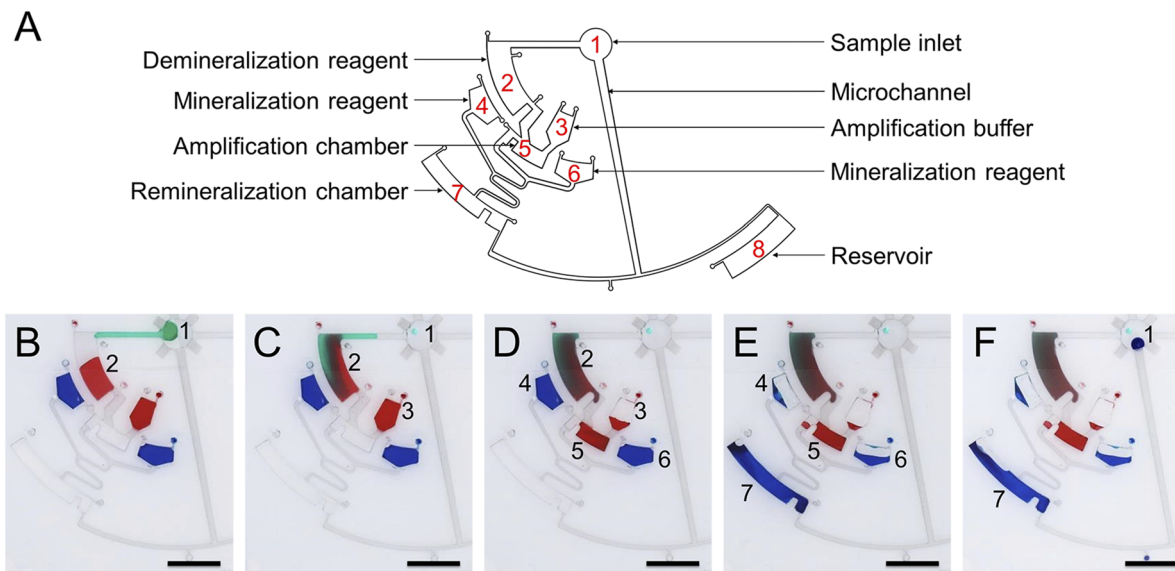 A
Demineralization reagent
Mineralization reagent
Amplification chamber
Remineralization chamber
1
2
4
3
5
6
7
8
Sample inlet
Microchannel
Amplification buffer
Mineralization reagent
Reservoir
B
1
2
C
1
2
3
6
D
2
4
3
5
6
E
4
5
6
7
F
1
7